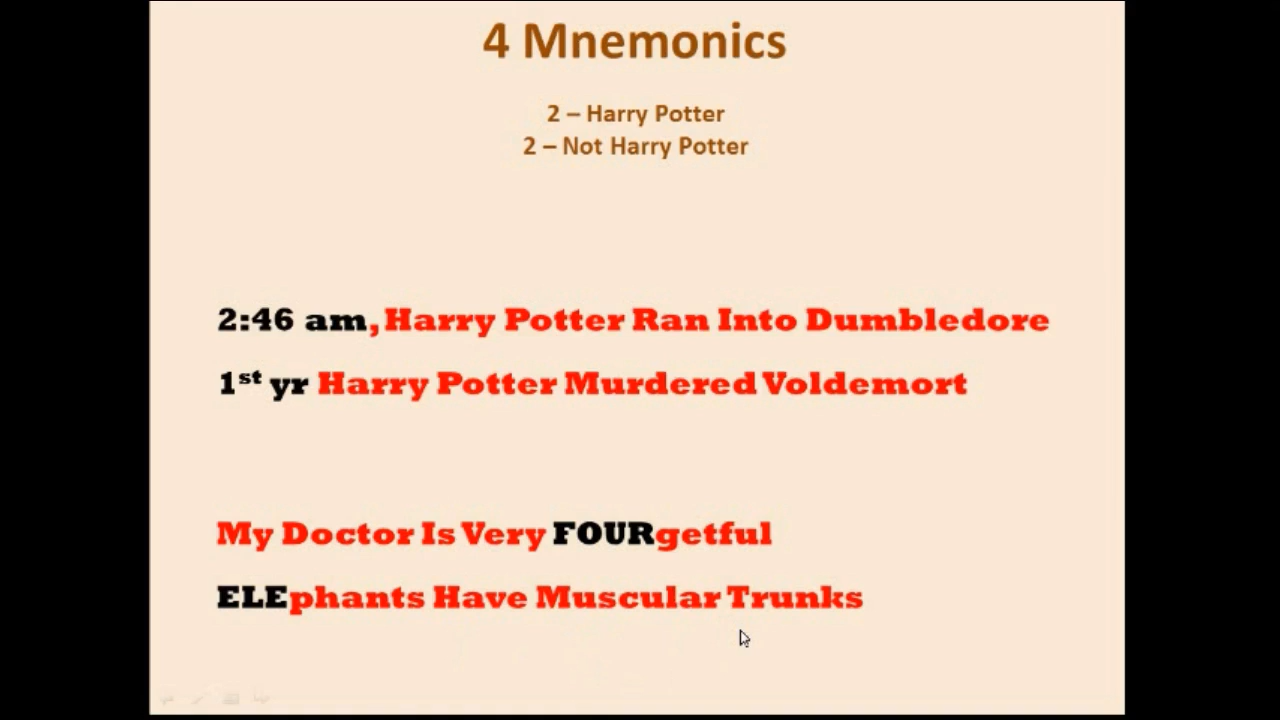 4 Mnemonics
2 – Harry Potter
2 – Not Harry Potter
2:46 am, Harry Potter Ran Into Dumbledore
1st yr Harry Potter Murdered Voldemort
My Doctor Is Very FOURgetful
ELEphants Have Muscular Trunks